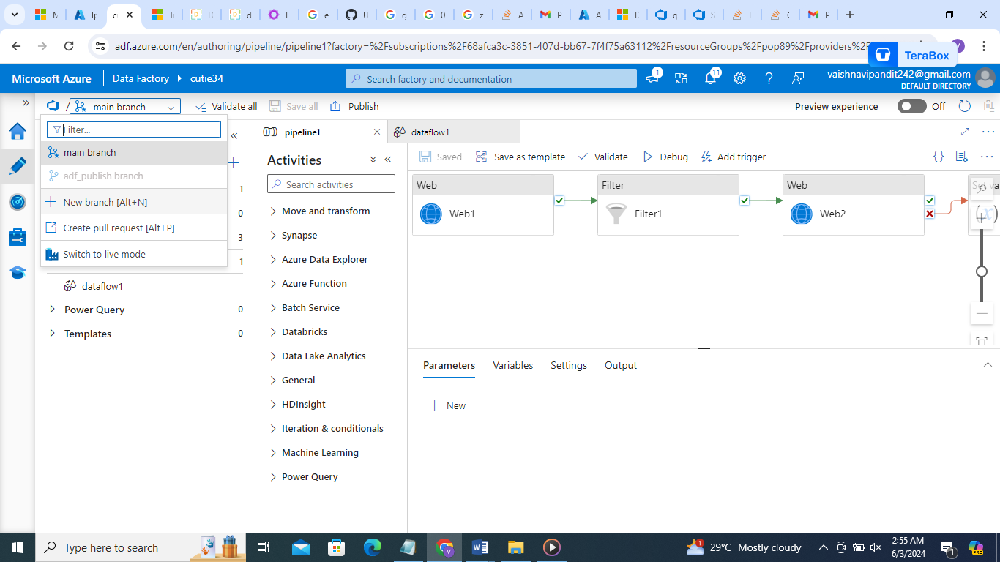 M
Ip
c
Tr
D
d
E
e
U
g
0
z
A
P
A
D
g
S
I
C
P
adf.azure.com/en/authoring/pipeline/pipeline1?factory=%2Fsubscriptions%2F68afca3c-3851-407d-bb67-7f4f75a63112%2FresourceGroups%2Fpop89%2Fproviders%2F
TeraBox
Microsoft Azure
Data Factory
cutie34
Search factory and documentation
1
11
vaishnavipandit242@gmail.com
DEFAULT DIRECTORY
/
main branch
Validate all
Save all
Publish
Preview experience
Off
Filter...
main branch
adf_publish branch
New branch [Alt+N]
Create pull request [Alt+P]
Switch to live mode
1
0
3
1
dataflow1
Power Query 0
Templates 0
pipeline1
dataflow1
Activities
Search activities
Move and transform
Synapse
Azure Data Explorer
Azure Function
Batch Service
Databricks
Data Lake Analytics
General
HDInsight
Iteration & conditionals
Machine Learning
Power Query
Saved
Save as template
Validate
Debug
Add trigger
{}
Web
Web1
Filter
Filter1
Web
Web2
Set va
(x)
Parameters
Variables
Settings
Output
New
Type here to search
V
W
29°C Mostly cloudy
2:55 AM
6/3/2024
1
PRE